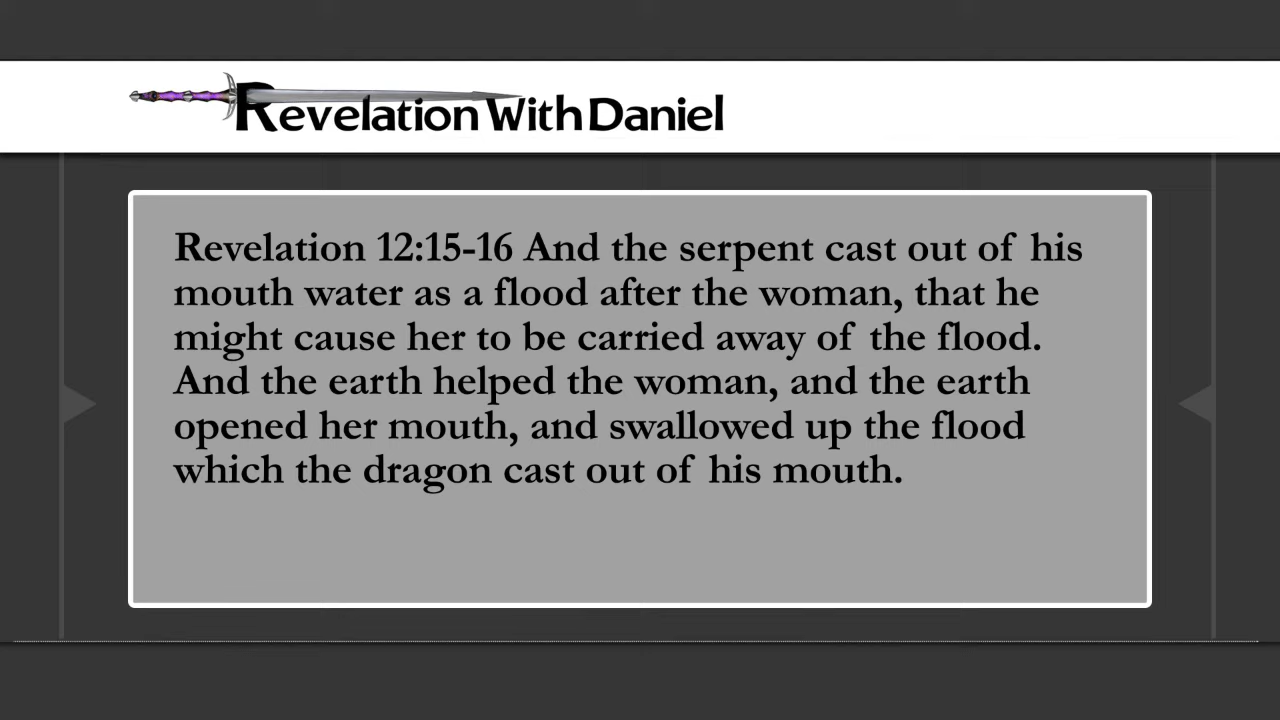 Revelation With Daniel
Revelation 12:15-16 And the serpent cast out of his
mouth water as a flood after the woman, that he
might cause her to be carried away of the flood.
And the earth helped the woman, and the earth
opened her mouth, and swallowed up the flood
which the dragon cast out of his mouth.